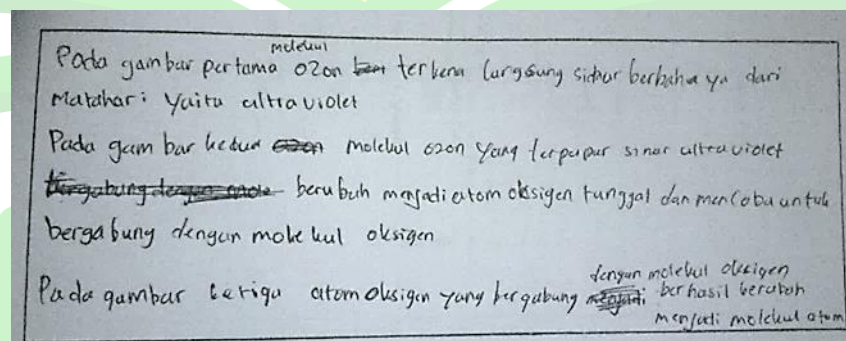 Pada gambar pertama molekul ozon terkena langsung sinar berbahaya dari
Matahari yaitu ultraviolet
Pada gambar kedua molekul ozon yang terpapar sinar ultraviolet
berubah menjadi atom oksigen tunggal dan mencoba untuk
bergabung dengan molekul oksigen
Pada gambar ketiga atom oksigen yang bergabung dengan molekul oksigen
berhasil berubah
menjadi molekul atom